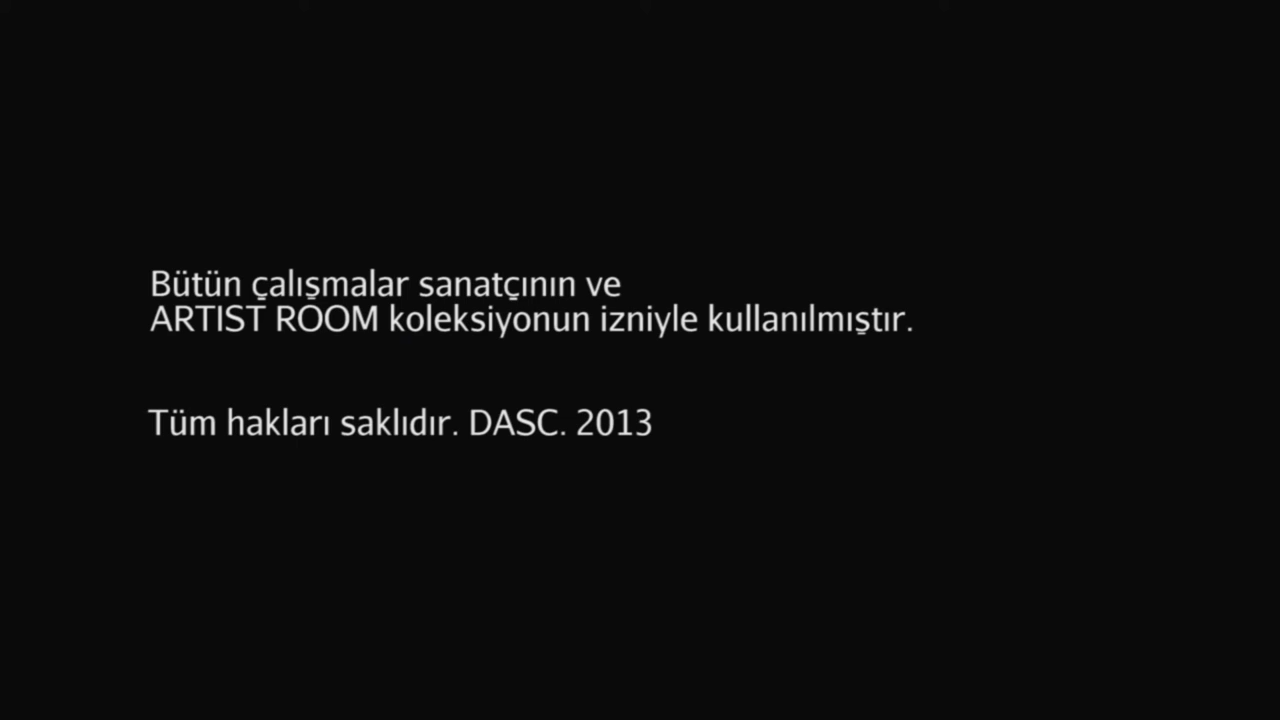 Bütün çalışmalar sanatçının ve
ARTIST ROOM koleksiyonun izniyle kullanılmıştır.
Tüm hakları saklıdır. DASC. 2013